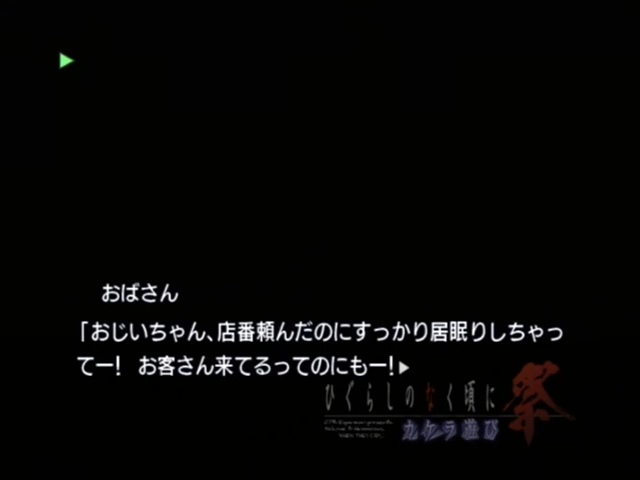 おばさん
「おじいちゃん、店番頼んだのにすっかり居眠りしちゃっ
てー! お客さん来てるってのにもー!
ひぐらしのなく頃に祭
カケラ遊び